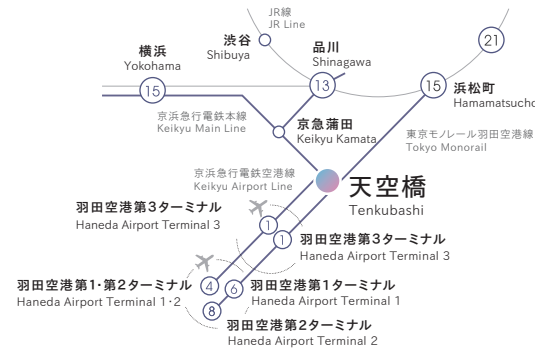 JR線
JR Line
渋谷
Shibuya
21
横浜
Yokohama
品川
Shinagawa
15
13
15
浜松町
Hamamatsucho
京浜急行電鉄本線
Keikyu Main Line
京急蒲田
Keikyu Kamata
東京モノレール羽田空港線
Tokyo Monorail
京浜急行電鉄空港線
Keikyu Airport Line
天空橋
Tenkubashi
羽田空港第3ターミナル
Haneda Airport Terminal 3
1
1
羽田空港第3ターミナル
Haneda Airport Terminal 3
羽田空港第1・第2ターミナル
Haneda Airport Terminal 1・2
4
6
羽田空港第1ターミナル
Haneda Airport Terminal 1
8
羽田空港第2ターミナル
Haneda Airport Terminal 2